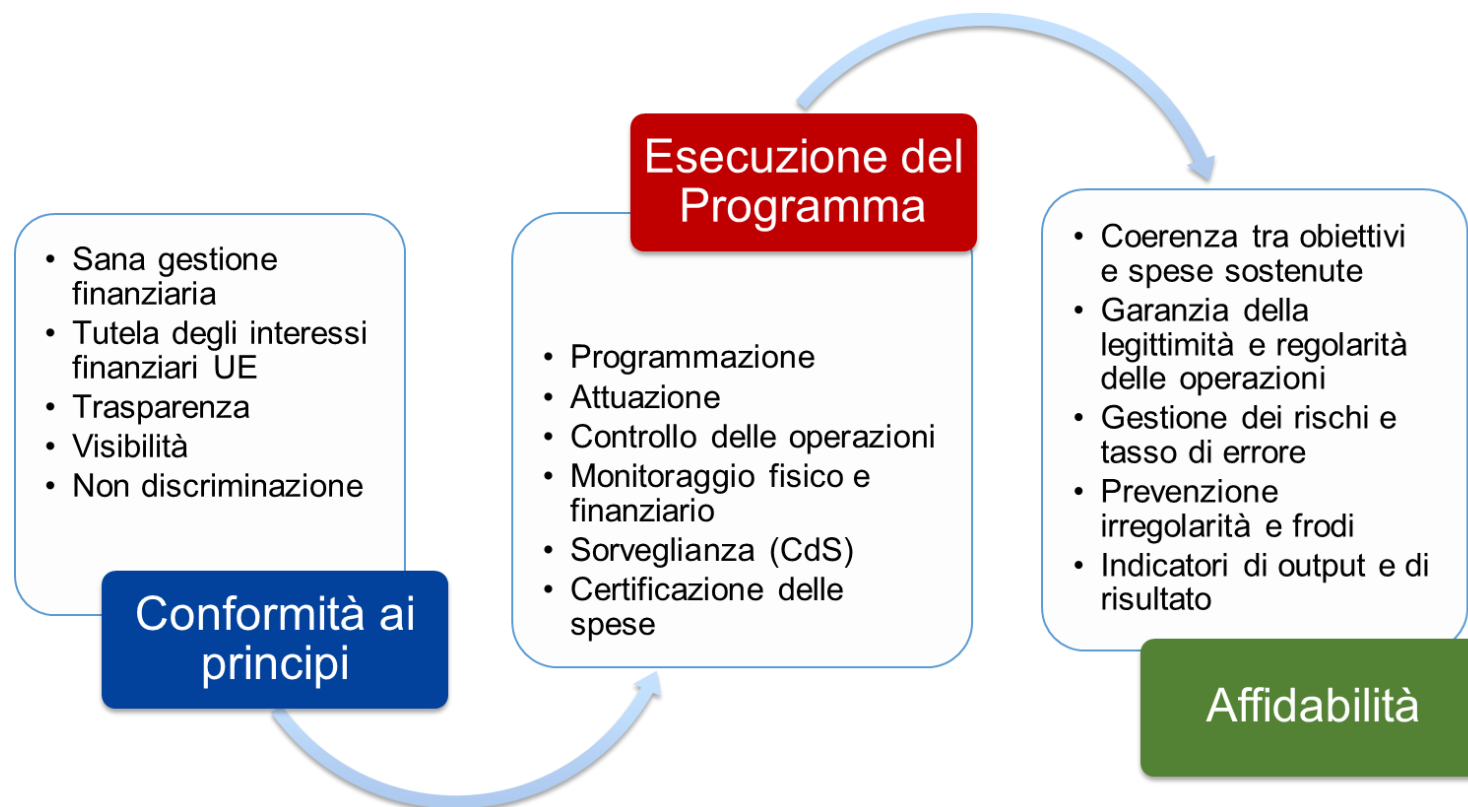 • Sana gestione
finanziaria
• Tutela degli interessi
finanziari UE
• Trasparenza
• Visibilità
• Non discriminazione
Conformità ai
principi
Esecuzione del
Programma
• Programmazione
• Attuazione
• Controllo delle operazioni
• Monitoraggio fisico e
finanziario
• Sorveglianza (CdS)
• Certificazione delle
spese
• Coerenza tra obiettivi
e spese sostenute
• Garanzia della
legittimità e regolarità
delle operazioni
• Gestione dei rischi e
tasso di errore
• Prevenzione
irregolarità e frodi
• Indicatori di output e di
risultato
Affidabilità